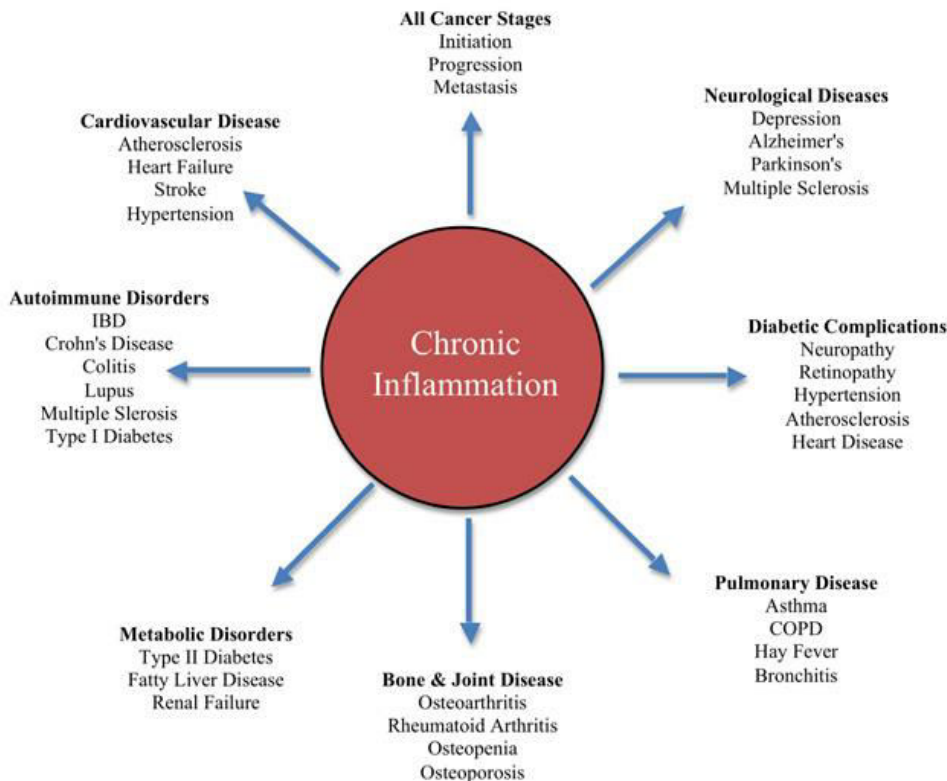 All Cancer Stages
Initiation
Progression
Metastasis
Neurological Diseases
Depression
Alzheimer's
Parkinson's
Multiple Sclerosis
Cardiovascular Disease
Atherosclerosis
Heart Failure
Stroke
Hypertension
Autoimmune Disorders
IBD
Crohn's Disease
Colitis
Lupus
Multiple Slerosis
Type I Diabetes
Chronic
Inflammation
Diabetic Complications
Neuropathy
Retinopathy
Hypertension
Atherosclerosis
Heart Disease
Metabolic Disorders
Type II Diabetes
Fatty Liver Disease
Renal Failure
Bone & Joint Disease
Osteoarthritis
Rheumatoid Arthritis
Osteopenia
Osteoporosis
Pulmonary Disease
Asthma
COPD
Hay Fever
Bronchitis